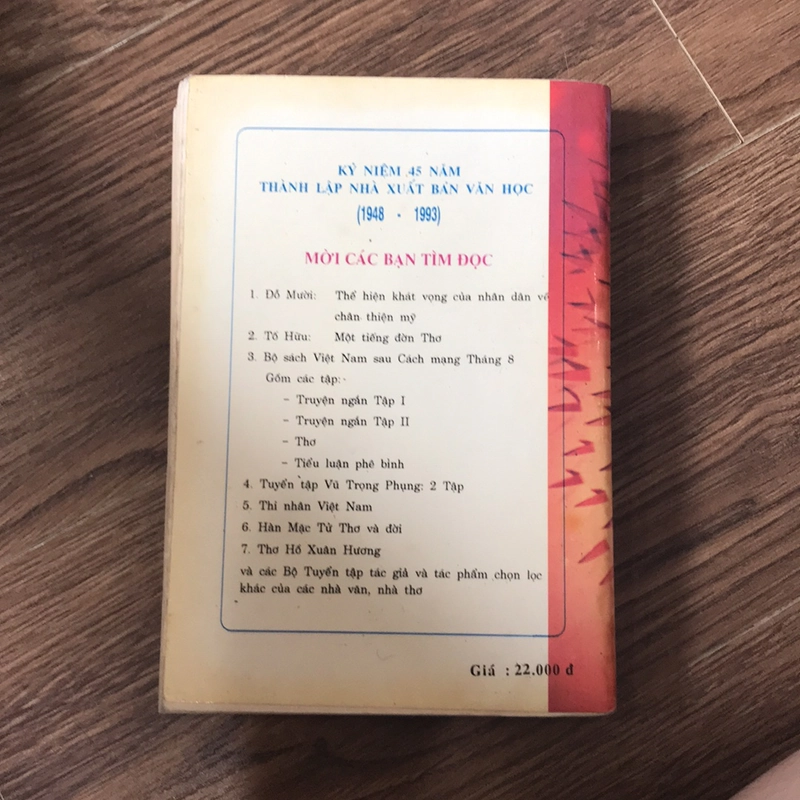 KỶ NIỆM 45 NĂM
THÀNH LẬP NHÀ XUẤT BẢN VĂN HỌC
(1948 - 1993)
MỜI CÁC BẠN TÌM ĐỌC
1. Đỗ Mười: Thể hiện khát vọng của nhân dân về
chân thiện mỹ
2. Tố Hữu: Một tiếng đờn Thơ
3. Bộ sách Việt Nam sau Cách mạng Tháng 8
Gồm các tập:
- Truyện ngắn Tập I
- Truyện ngắn Tập II
- Thơ
- Tiểu luận phê bình
4. Tuyển tập Vũ Trọng Phụng: 2 Tập
5. Thi nhân Việt Nam
6. Hàn Mặc Tử Thơ và đời
7. Thơ Hồ Xuân Hương
và các Bộ Tuyển tập tác giả và tác phẩm chọn lọc
khác của các nhà văn, nhà thơ
Giá : 22.000 đ